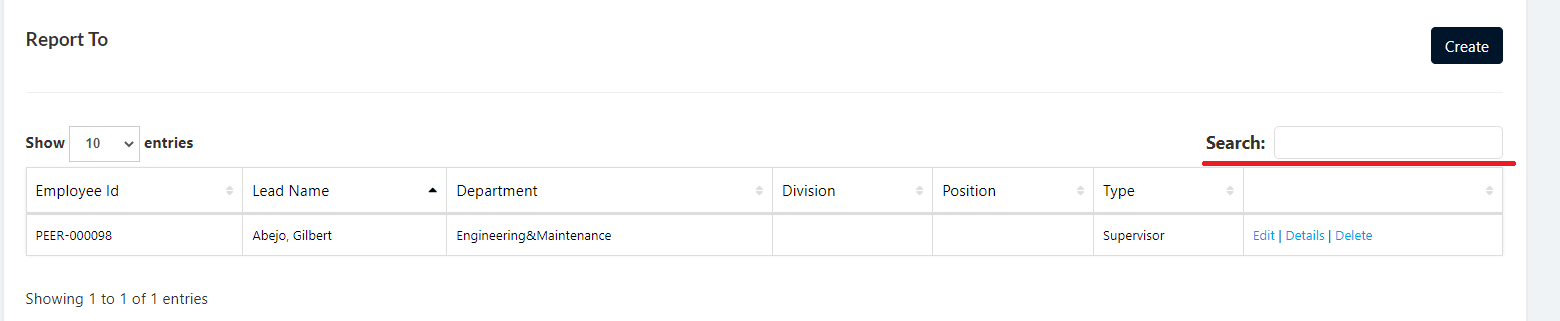 Report To
Create
Show 10 entries
Search:
Employee Id Lead Name Department Division Position Type
PEER-000098 Abejo, Gilbert Engineering&Maintenance Supervisor Edit | Details | Delete
Showing 1 to 1 of 1 entries